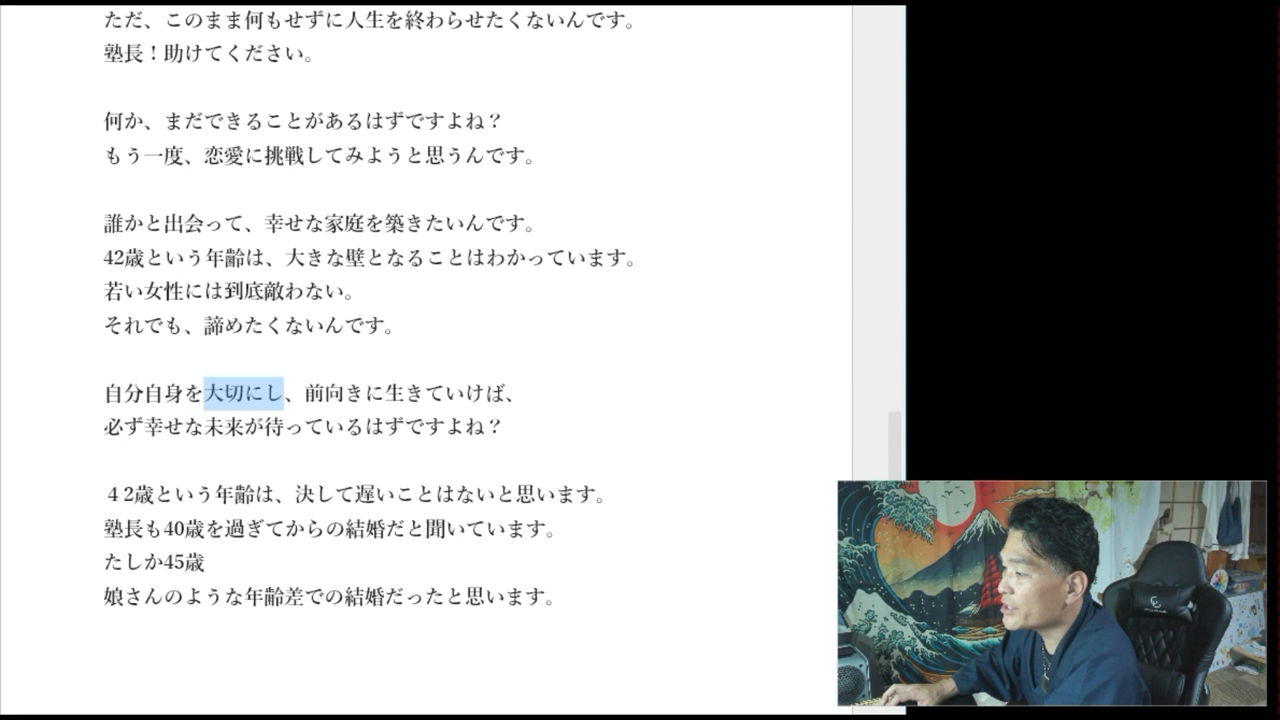 ただ、このまま何もせずに人生を終わらせたくないんです。
塾長！助けてください。
何か、まだできることがあるはずですよね？
もう一度、恋愛に挑戦してみようと思うんです。
誰かと出会って、幸せな家庭を築きたいんです。
42歳という年齢は、大きな壁となることはわかっています。
若い女性には到底敵わない。
それでも、諦めたくないんです。
自分自身を大切にし、前向きに生きていけば、
必ず幸せな未来が待っているはずですよね？
４2歳という年齢は、決して遅いことはないと思います。
塾長も40歳を過ぎてからの結婚だと聞いています。
たしか45歳
娘さんのような年齢差での結婚だったと思います。